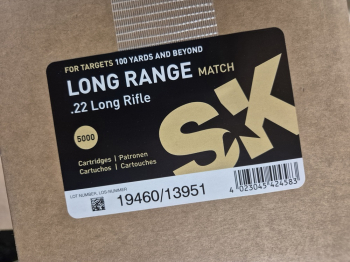 FOR TARGETS 100 YARDS AND BEYOND
LONG RANGE MATCH
.22 Long Rifle
SK
5000
Cartridges | Patronen
Cartuchos | Cartouches
LOT NUMBER, LOS-NUMMER
19460/13951
4 023045 424583